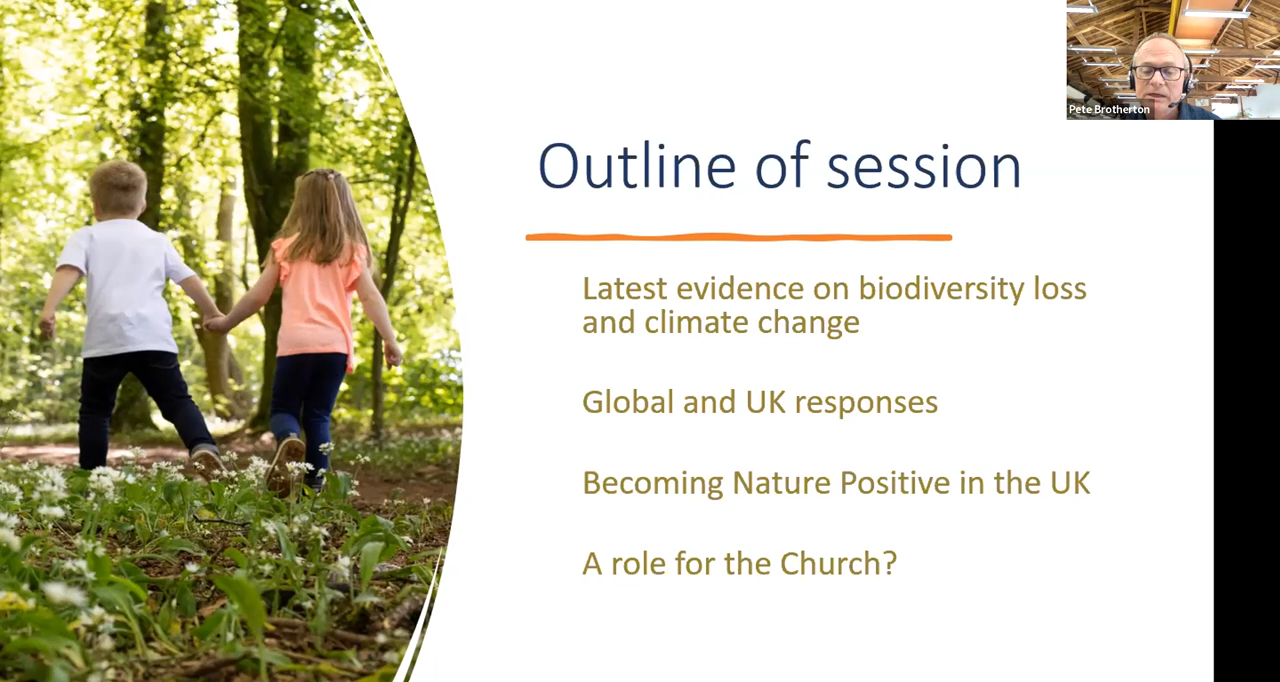 Pete Brotherton
Outline of session
Latest evidence on biodiversity loss
and climate change
Global and UK responses
Becoming Nature Positive in the UK
A role for the Church?